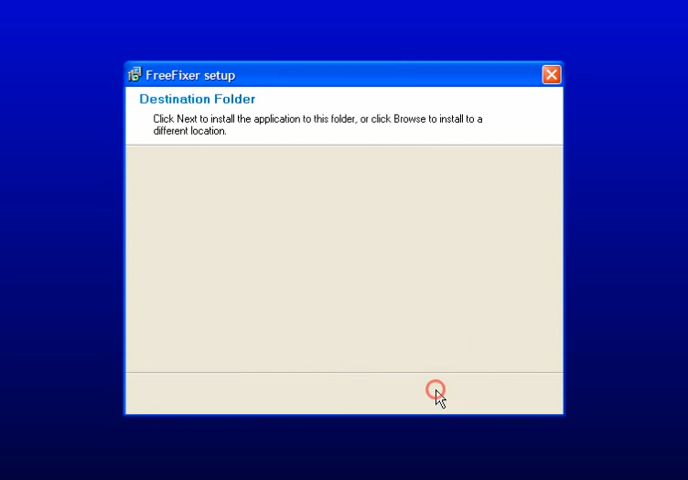 FreeFixer setup
Destination Folder
Click Next to install the application to this folder, or click Browse to install to a
different location.